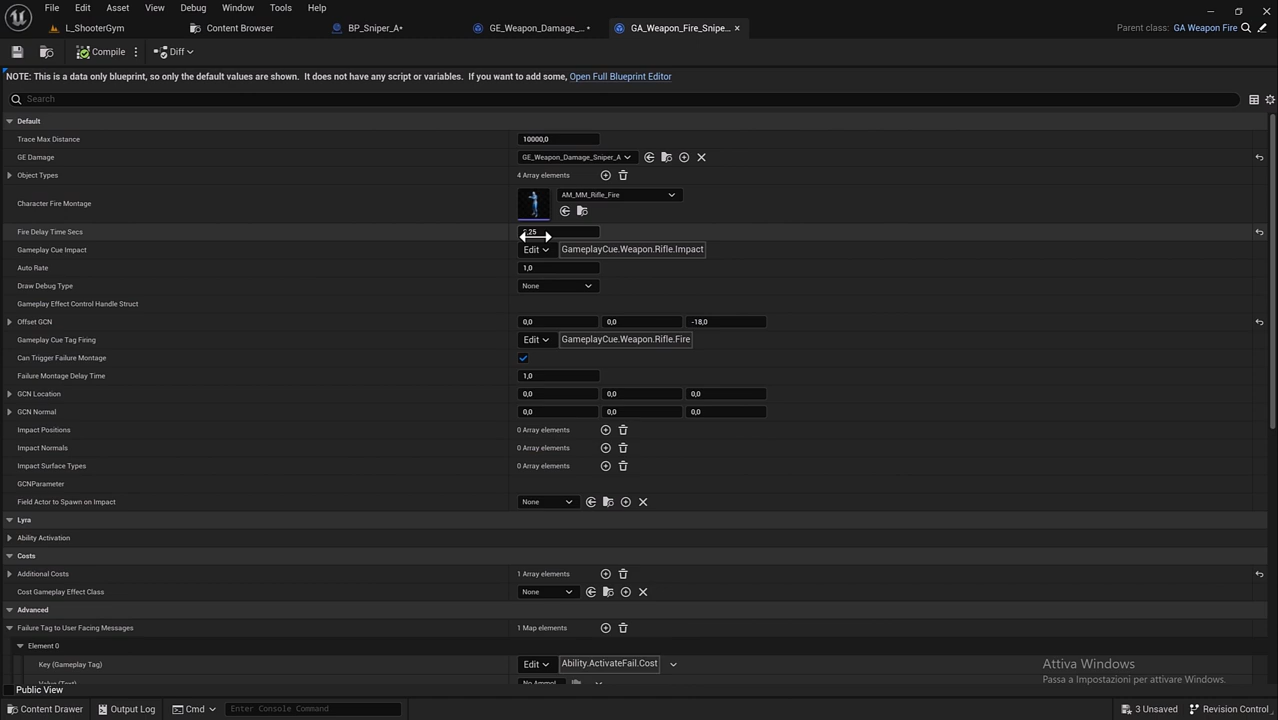 File Edit Asset View Debug Window Tools Help
L_ShooterGym Content Browser BP_Sniper_A* GE_Weapon_Damage_...* GA_Weapon_Fire_Snipe... Parent class: GA Weapon Fire
Compile Diff
NOTE: This is a data only blueprint, so only the default values are shown. It does not have any script or variables. If you want to add some, Open Full Blueprint Editor
Search
Default
Trace Max Distance 10000,0
GE Damage GE_Weapon_Damage_Sniper_A
Object Types 4 Array elements
AM_MM_Rifle_Fire
Character Fire Montage
Fire Delay Time Secs
Gameplay Cue Impact Edit GameplayCue.Weapon.Rifle.Impact
Auto Rate 1,0
Draw Debug Type None
Gameplay Effect Control Handle Struct
Offset GCN 0,0 0,0 -18,0
Gameplay Cue Tag Firing Edit GameplayCue.Weapon.Rifle.Fire
Can Trigger Failure Montage
Failure Montage Delay Time 1,0
GCN Location 0,0 0,0 0,0
GCN Normal 0,0 0,0 0,0
Impact Positions 0 Array elements
Impact Normals 0 Array elements
Impact Surface Types 0 Array elements
GCNParameter
Field Actor to Spawn on Impact None
Lyra
Ability Activation
Costs
Additional Costs 1 Array elements
Cost Gameplay Effect Class None
Advanced
Failure Tag to User Facing Messages 1 Map elements
Element 0
Key (Gameplay Tag) Edit Ability.ActivateFail.Cost
Attiva Windows
Passa a Impostazioni per attivare Windows.
Value (Text) No Ammo!
Public View
Content Drawer Output Log Cmd Enter Console Command 3 Unsaved Revision Control